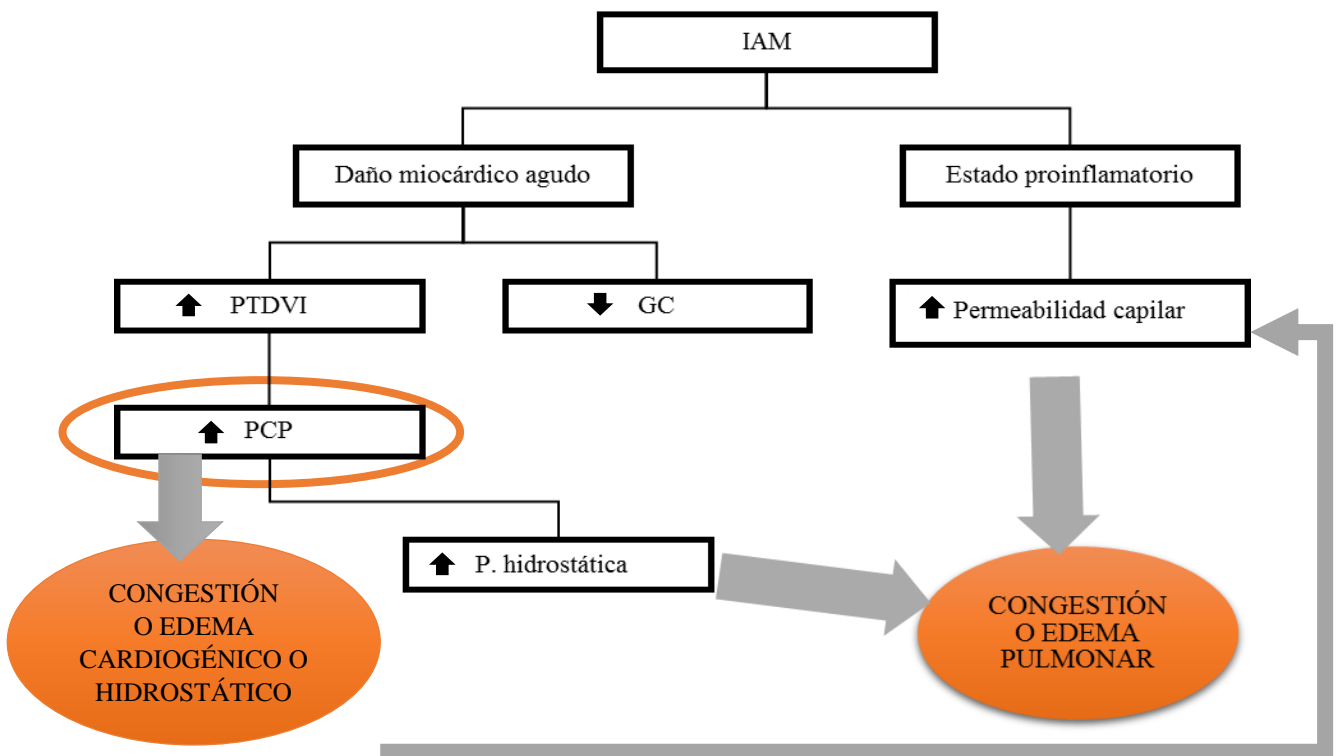 IAM
Daño miocárdico agudo
Estado proinflamatorio
PTDVI
GC
Permeabilidad capilar
PCP
P. hidrostática
CONGESTIÓN
O EDEMA
CARDIOGÉNICO O
HIDROSTÁTICO
CONGESTIÓN
O EDEMA
PULMONAR